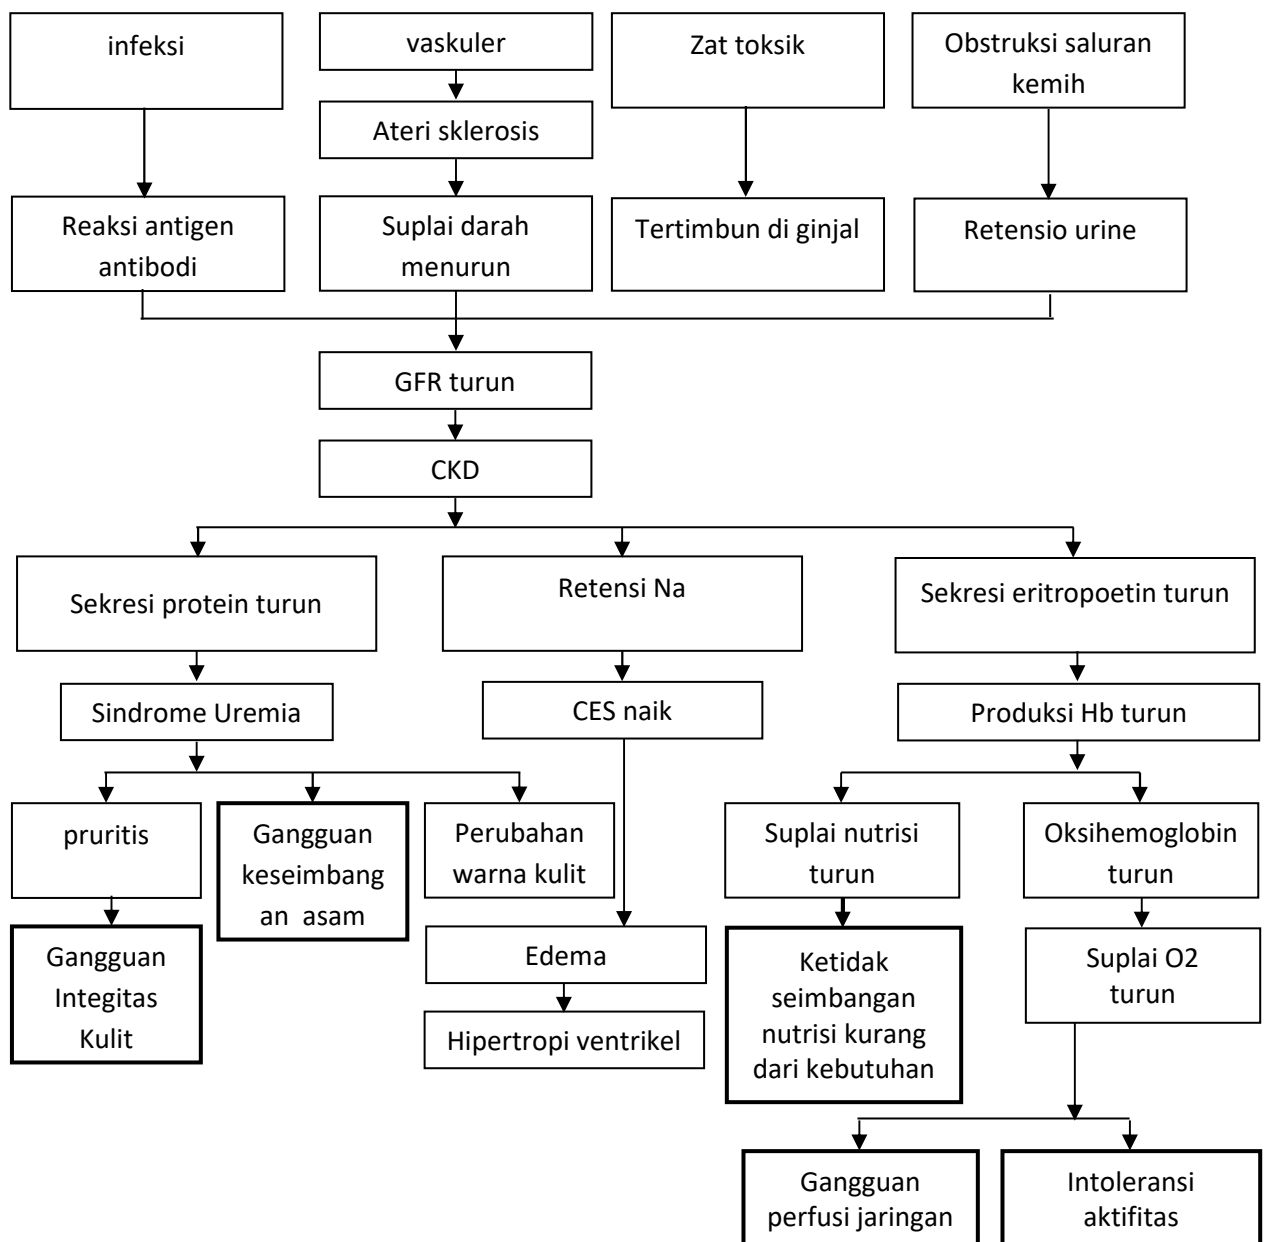 infeksi
vaskuler
Zat toksik
Obstruksi saluran
kemih
Ateri sklerosis
Reaksi antigen
antibodi
Suplai darah
menurun
Tertimbun di ginjal
Retensio urine
GFR turun
CKD
Sekresi protein turun
Retensi Na
Sekresi eritropoetin turun
Sindrome Uremia
CES naik
Produksi Hb turun
pruritis
Gangguan
keseimbang
an asam
Perubahan
warna kulit
Suplai nutrisi
turun
Oksihemoglobin
turun
Gangguan
Integitas
Kulit
Edema
Hipertropi ventrikel
Ketidak
seimbangan
nutrisi kurang
dari kebutuhan
Suplai O2
turun
Gangguan
perfusi jaringan
Intoleransi
aktifitas